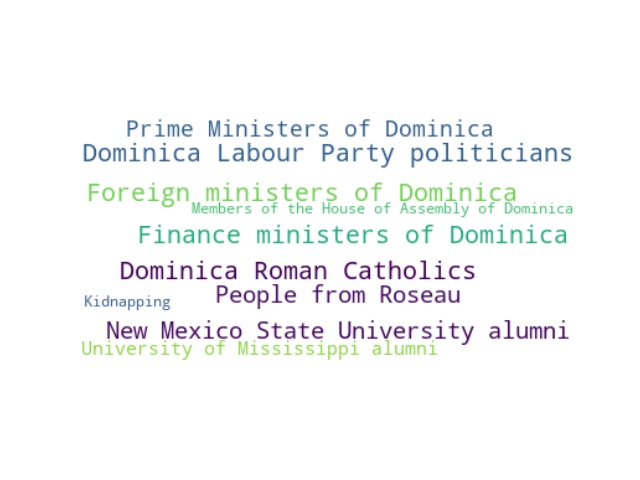 Prime Ministers of Dominica
Dominica Labour Party politicians
Foreign ministers of Dominica
Members of the House of Assembly of Dominica
Finance ministers of Dominica
Dominica Roman Catholics
People from Roseau
Kidnapping
New Mexico State University alumni
University of Mississippi alumni